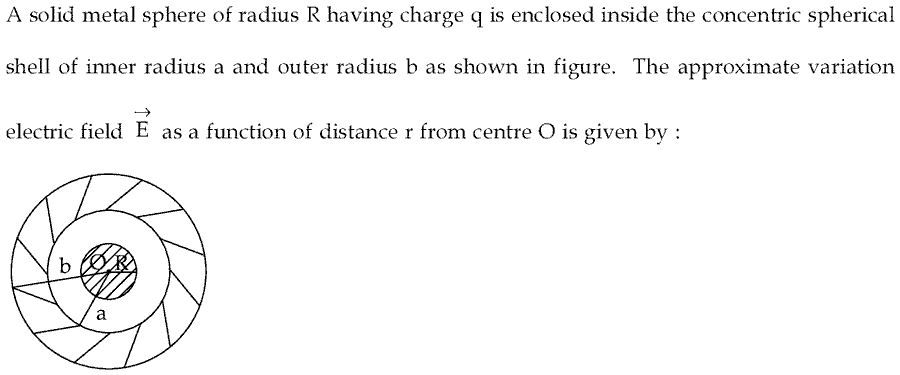 A solid metal sphere of radius R having charge q is enclosed inside the concentric spherical
shell of inner radius a and outer radius b as shown in figure. The approximate variation
electric field \vec{E} as a function of distance r from centre O is given by :
b O R
a